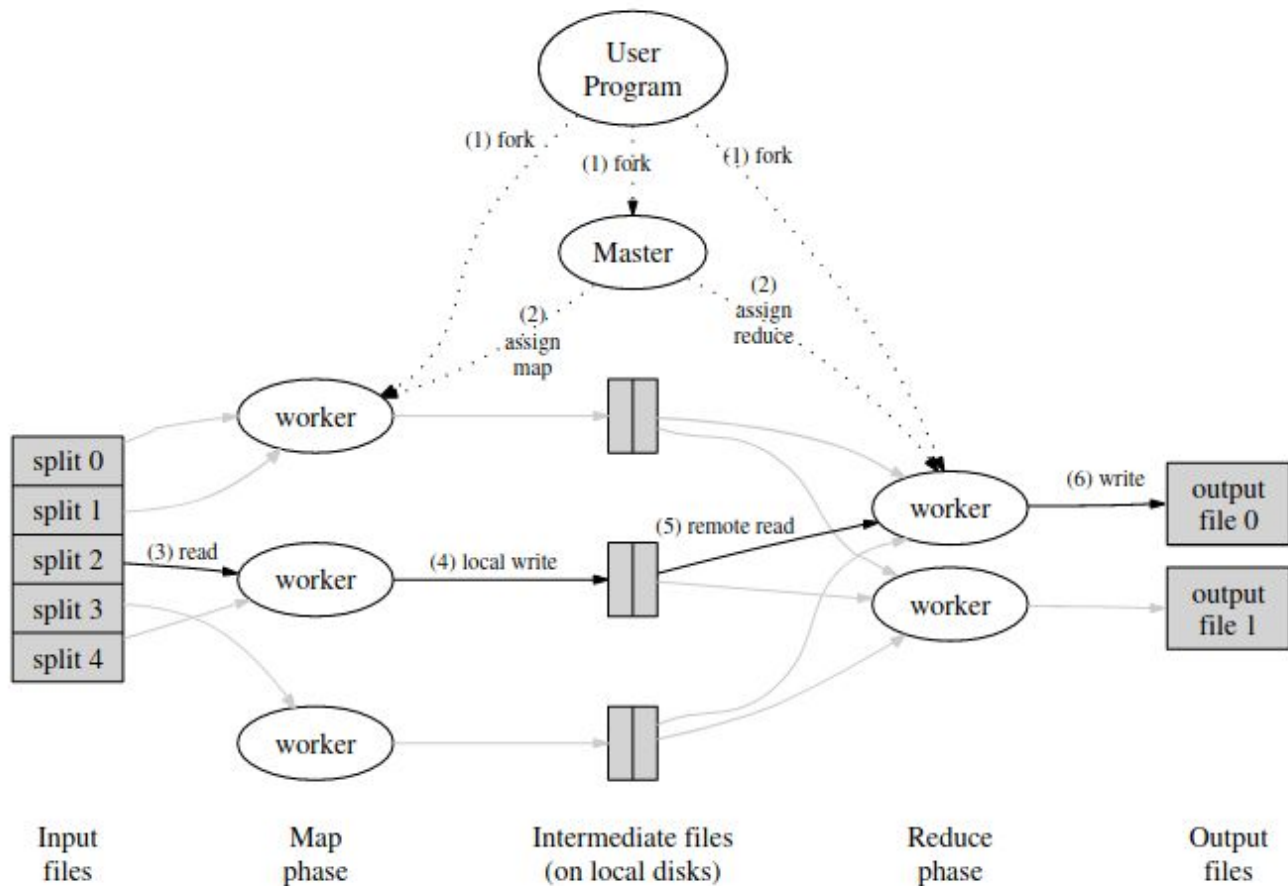 User
Program
(1) fork
(1) fork
(1) fork
Master
(2)
assign
map
(2)
assign
reduce
worker
split 0
split 1
split 2
split 3
split 4
(3) read
worker
(4) local write
(5) remote read
worker
(6) write
output
file 0
worker
output
file 1
worker
Input
files
Map
phase
Intermediate files
(on local disks)
Reduce
phase
Output
files